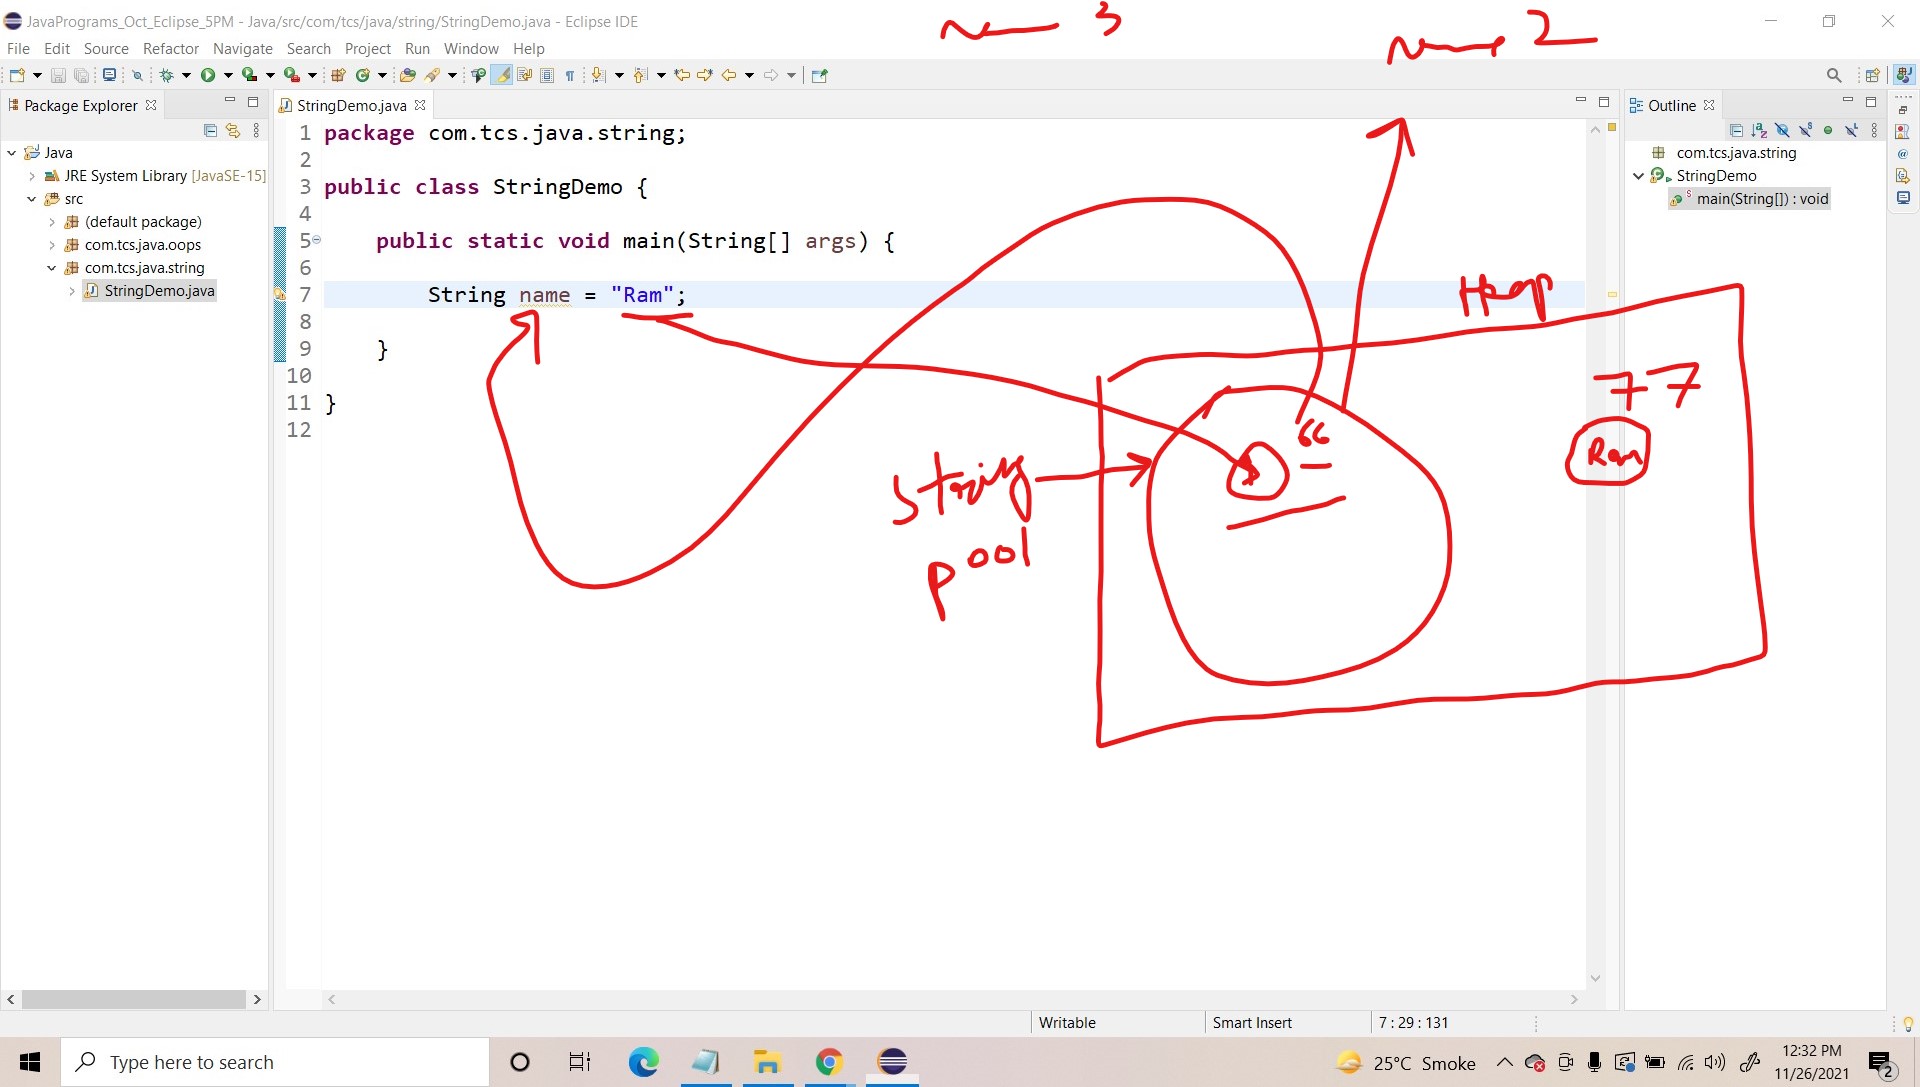 JavaPrograms_Oct_Eclipse_5PM - Java/src/com/tcs/java/string/StringDemo.java - Eclipse IDE
3
2
File Edit Source Refactor Navigate Search Project Run Window Help
Package Explorer
StringDemo.java
Outline
Java
JRE System Library [JavaSE-15]
src
(default package)
com.tcs.java.oops
com.tcs.java.string
StringDemo.java
1 package com.tcs.java.string;
2
3 public class StringDemo {
4
5 public static void main(String[] args) {
6
7 String name = "Ram";
8
9 }
10
11 }
12
com.tcs.java.string
StringDemo
main(String[]) : void
Heap
77
66
Ram
String
pool
Writable Smart Insert 7 : 29 : 131
Type here to search
25°C Smoke
12:32 PM
11/26/2021
2